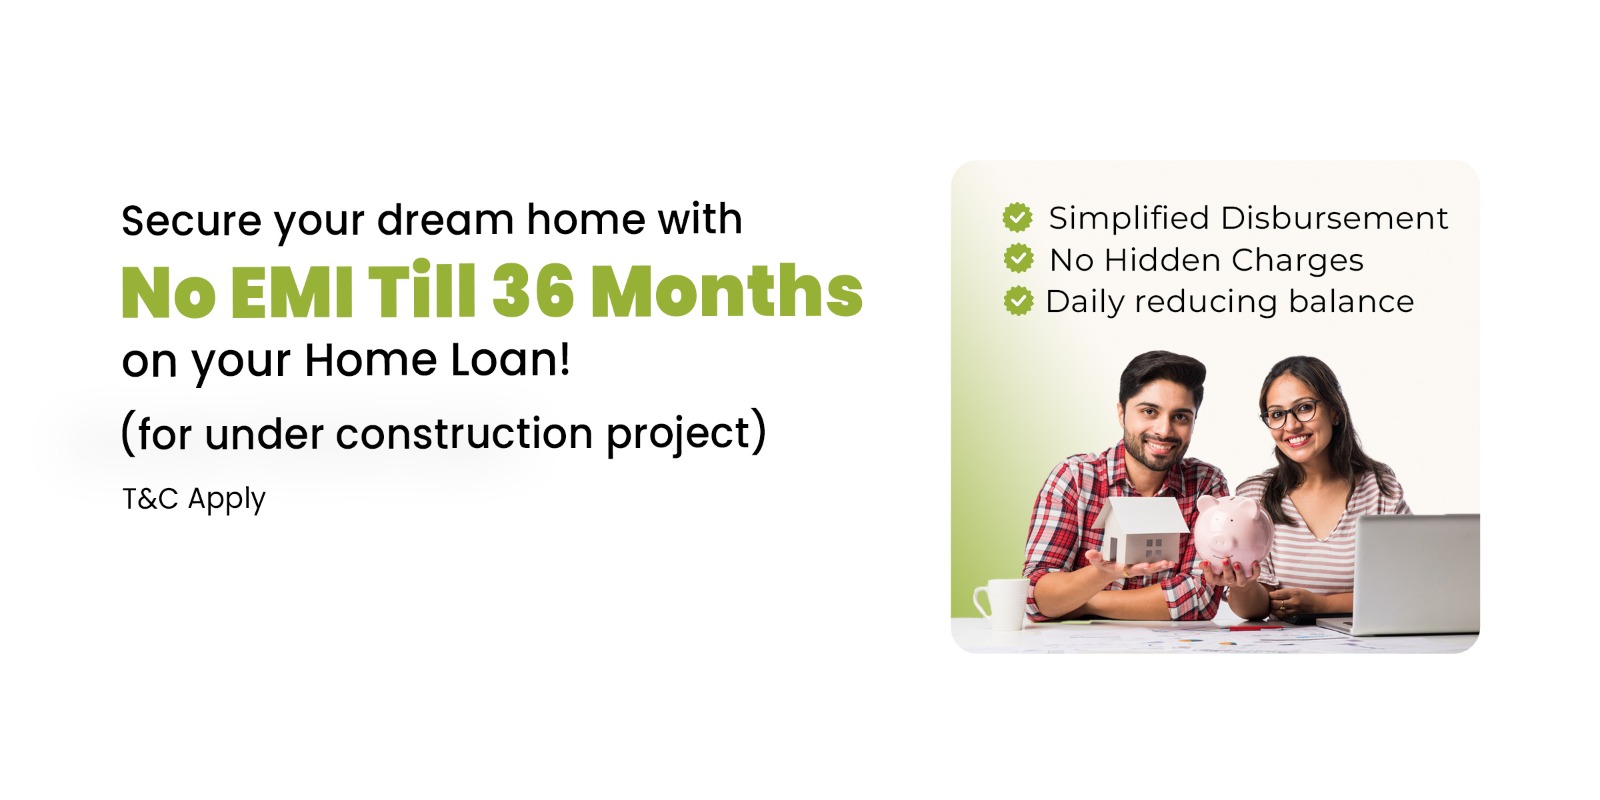 Secure your dream home with
No EMI Till 36 Months
on your Home Loan!
(for under construction project)
T&C Apply
Simplified Disbursement
No Hidden Charges
Daily reducing balance